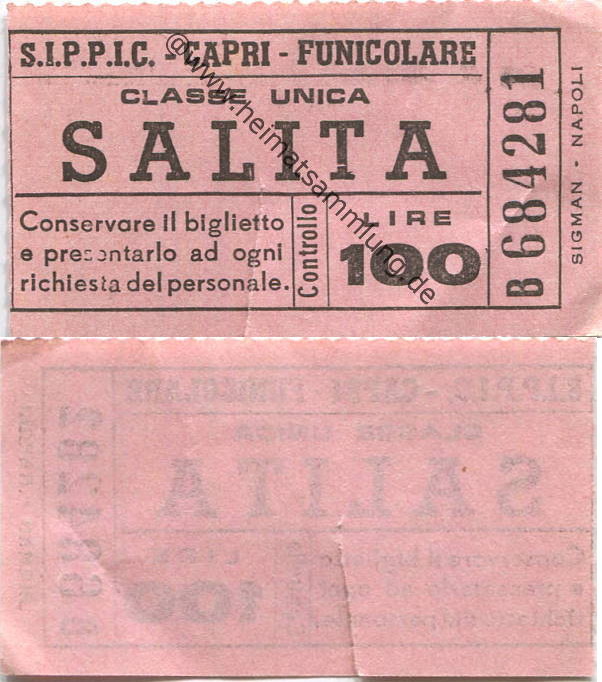 S.I.P.P.I.C. - CAPRI - FUNICOLARE
CLASSE UNICA
SALITA
Conservare il biglietto
e presentarlo ad ogni
richiesta del personale.
Controllo
LIRE
100
B 684281
SIGMAN - NAPOLI
@www.heimatsammlung.de